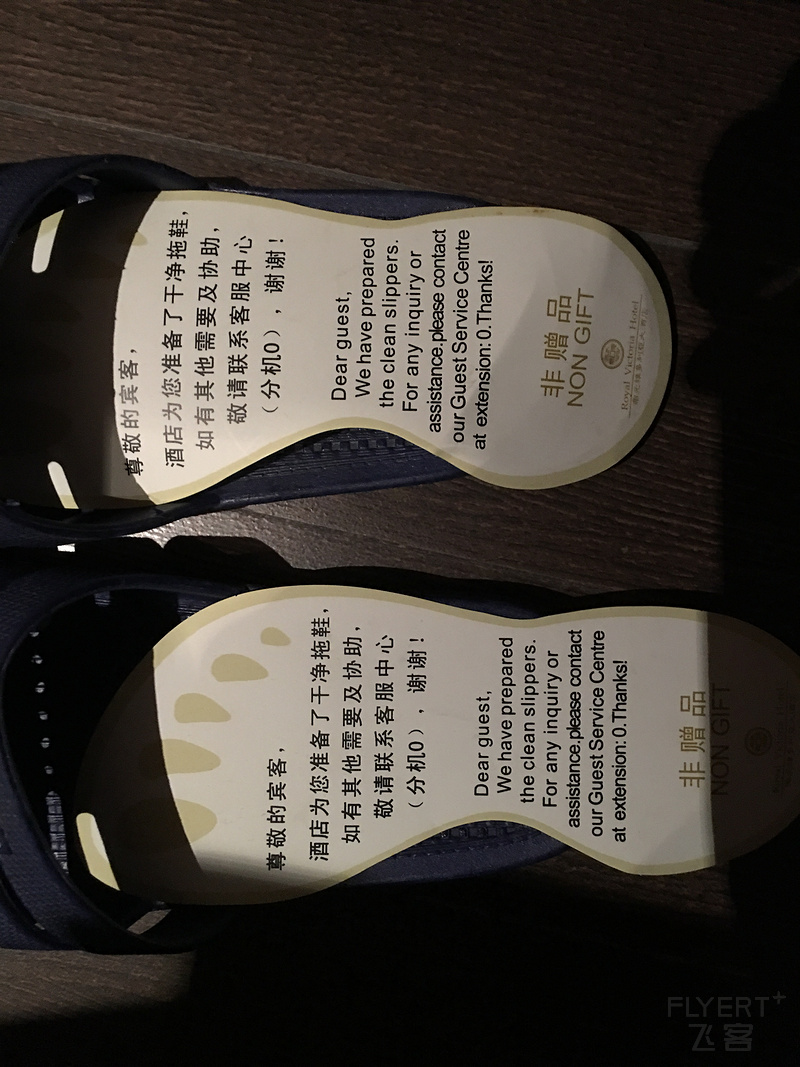 尊敬的宾客，
酒店为您准备了干净拖鞋，
如有其他需要及协助，
敬请联系客服中心
（分机0），谢谢！
Dear guest,
We have prepared
the clean slippers.
For any inquiry or
assistance,please contact
our Guest Service Centre
at extension: 0.Thanks!
非赠品
NON GIFT
Royal Victoria Hotel
尊敬的宾客，
酒店为您准备了干净拖鞋，
如有其他需要及协助，
敬请联系客服中心
（分机0），谢谢！
Dear guest,
We have prepared
the clean slippers.
For any inquiry or
assistance,please contact
our Guest Service Centre
at extension: 0.Thanks!
非赠品
NON GIFT
FLYERT+
飞客